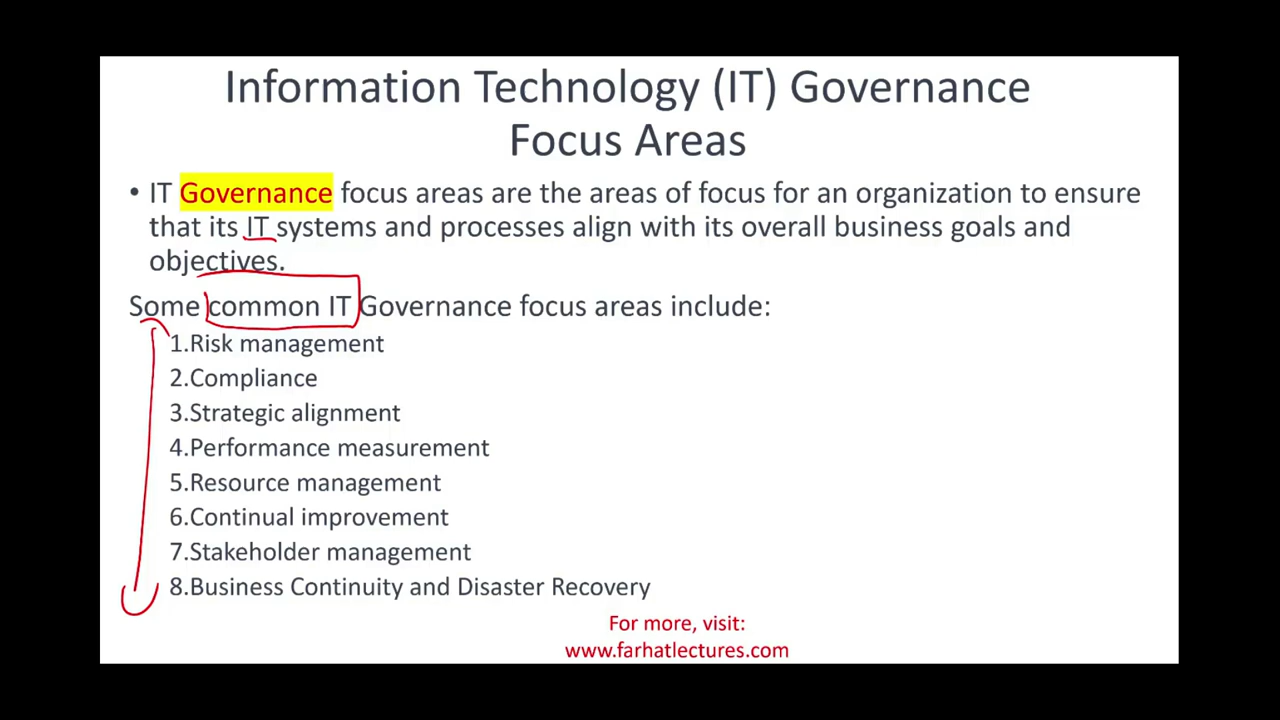 Information Technology (IT) Governance
Focus Areas
• IT Governance focus areas are the areas of focus for an organization to ensure
that its IT systems and processes align with its overall business goals and
objectives.
Some common IT Governance focus areas include:
1.Risk management
2.Compliance
3.Strategic alignment
4.Performance measurement
5.Resource management
6.Continual improvement
7.Stakeholder management
8.Business Continuity and Disaster Recovery
For more, visit:
www.farhatlectures.com